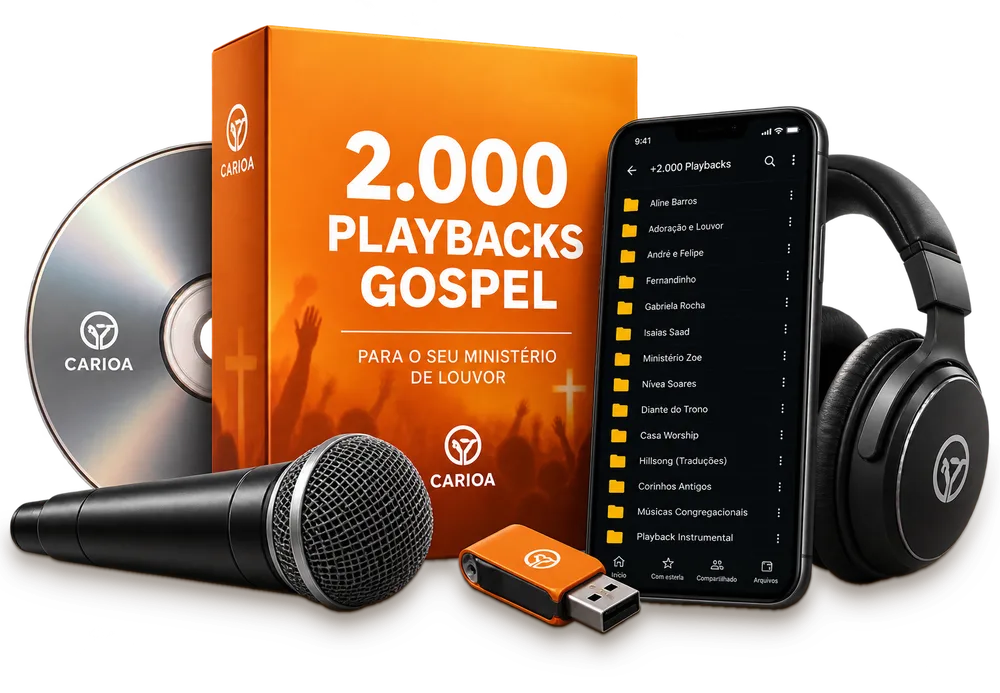 CARIOA
CARIOA
2.000
PLAYBACKS
GOSPEL
PARA O SEU MINISTÉRIO
DE LOUVOR
CARIOA
9:41
+2.000 Playbacks
Aline Barros
Adoração e Louvor
André e Felipe
Fernandinho
Gabriela Rocha
Isaias Saad
Ministério Zoe
Nívea Soares
Diante do Trono
Casa Worship
Hillsong (Traduções)
Corinhos Antigos
Músicas Congregacionais
Playback Instrumental
Início
Com esterla
Compartilhado
Arquivos